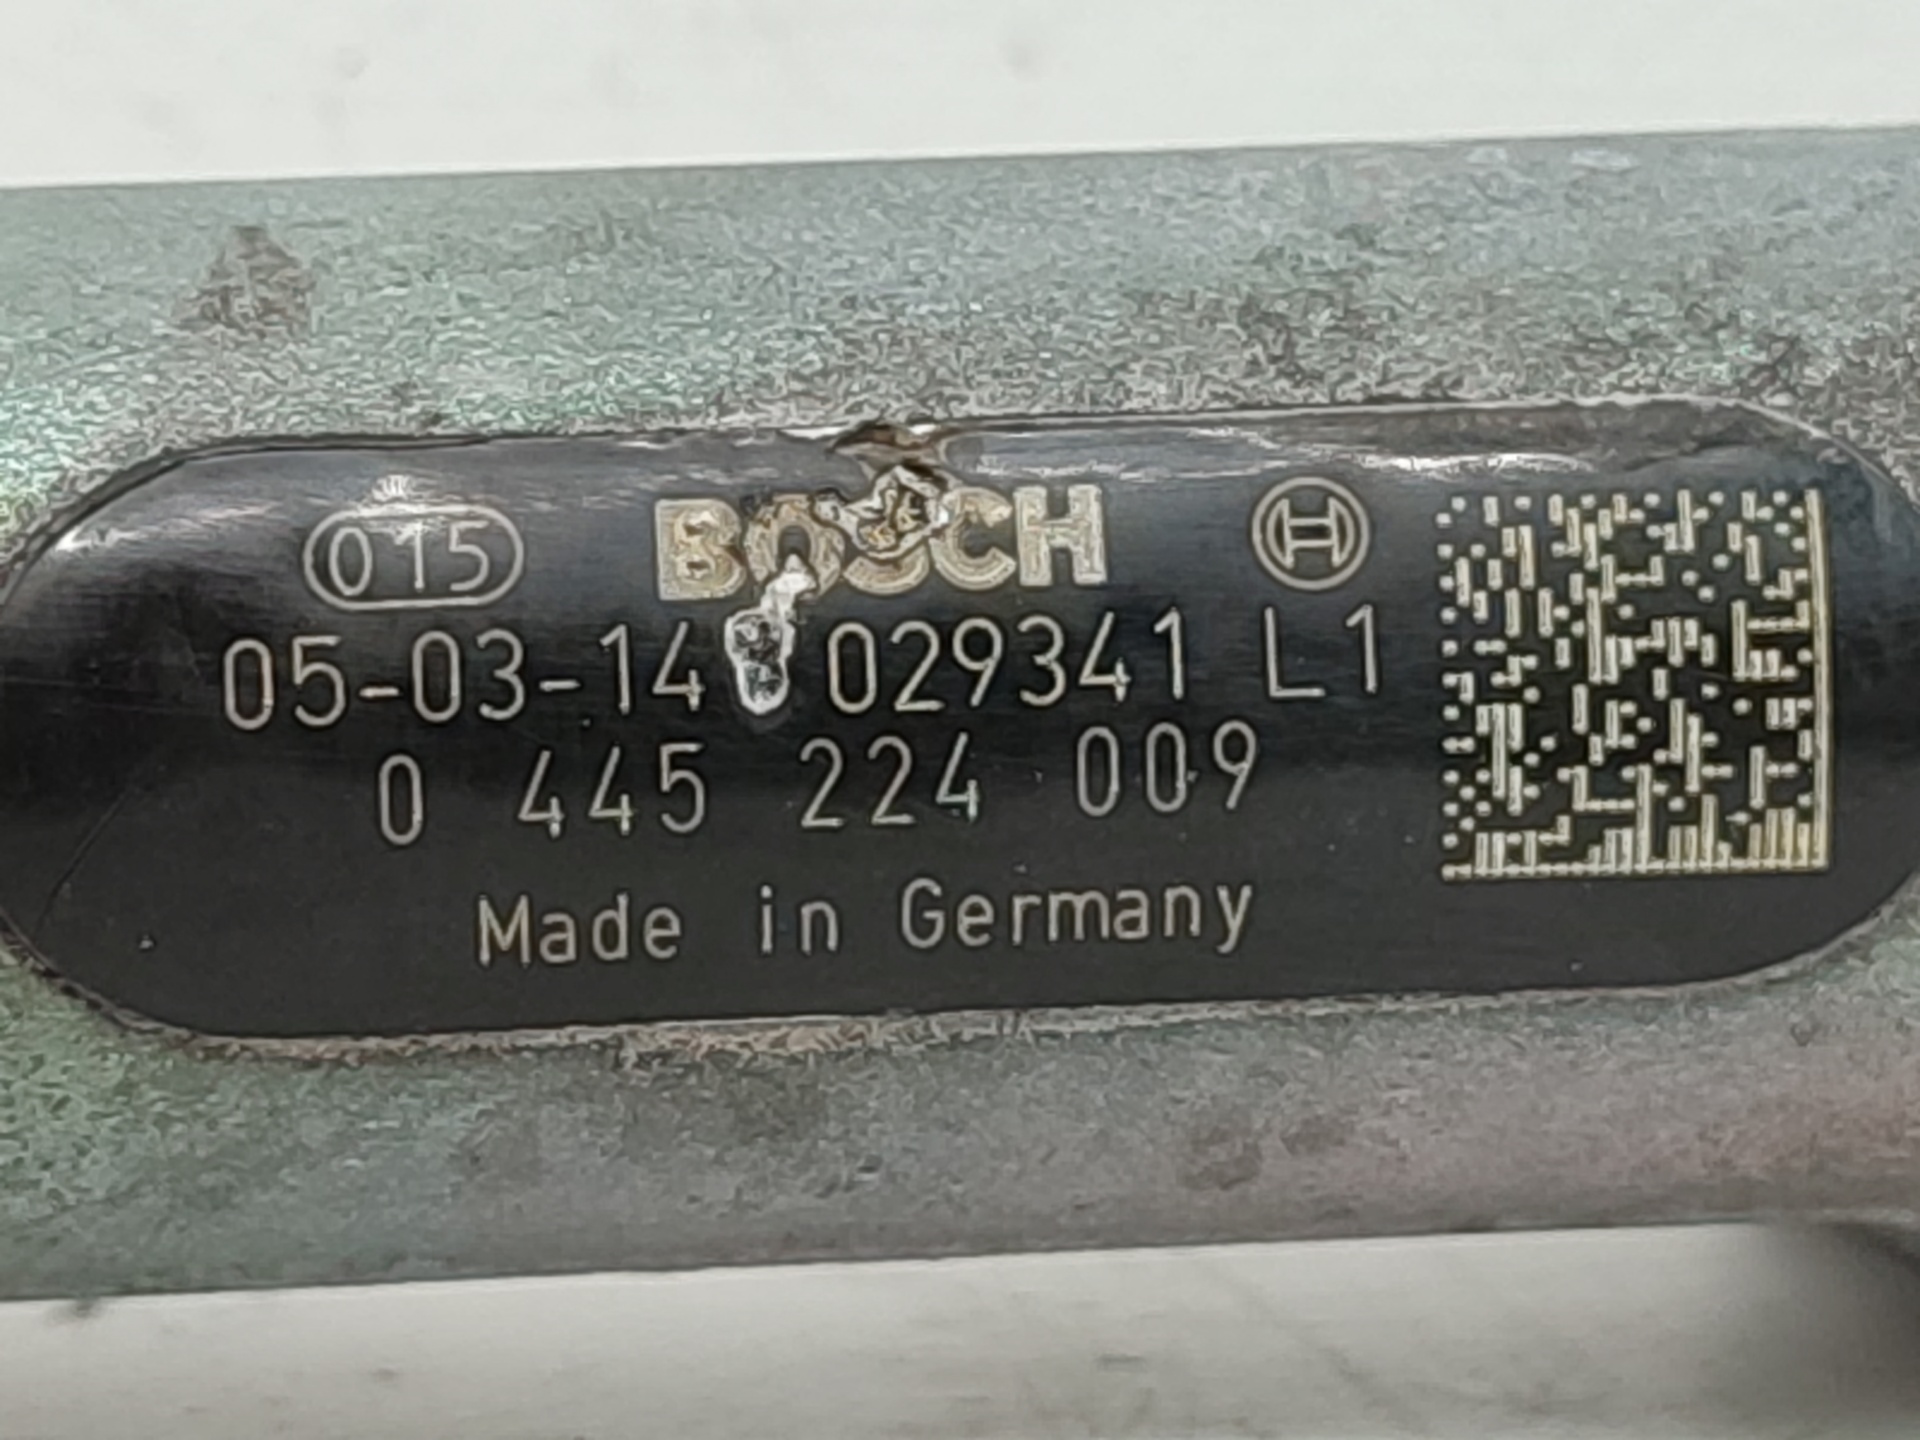 015 BOSCH
05-03-14 029341 L1
0 445 224 009
Made in Germany